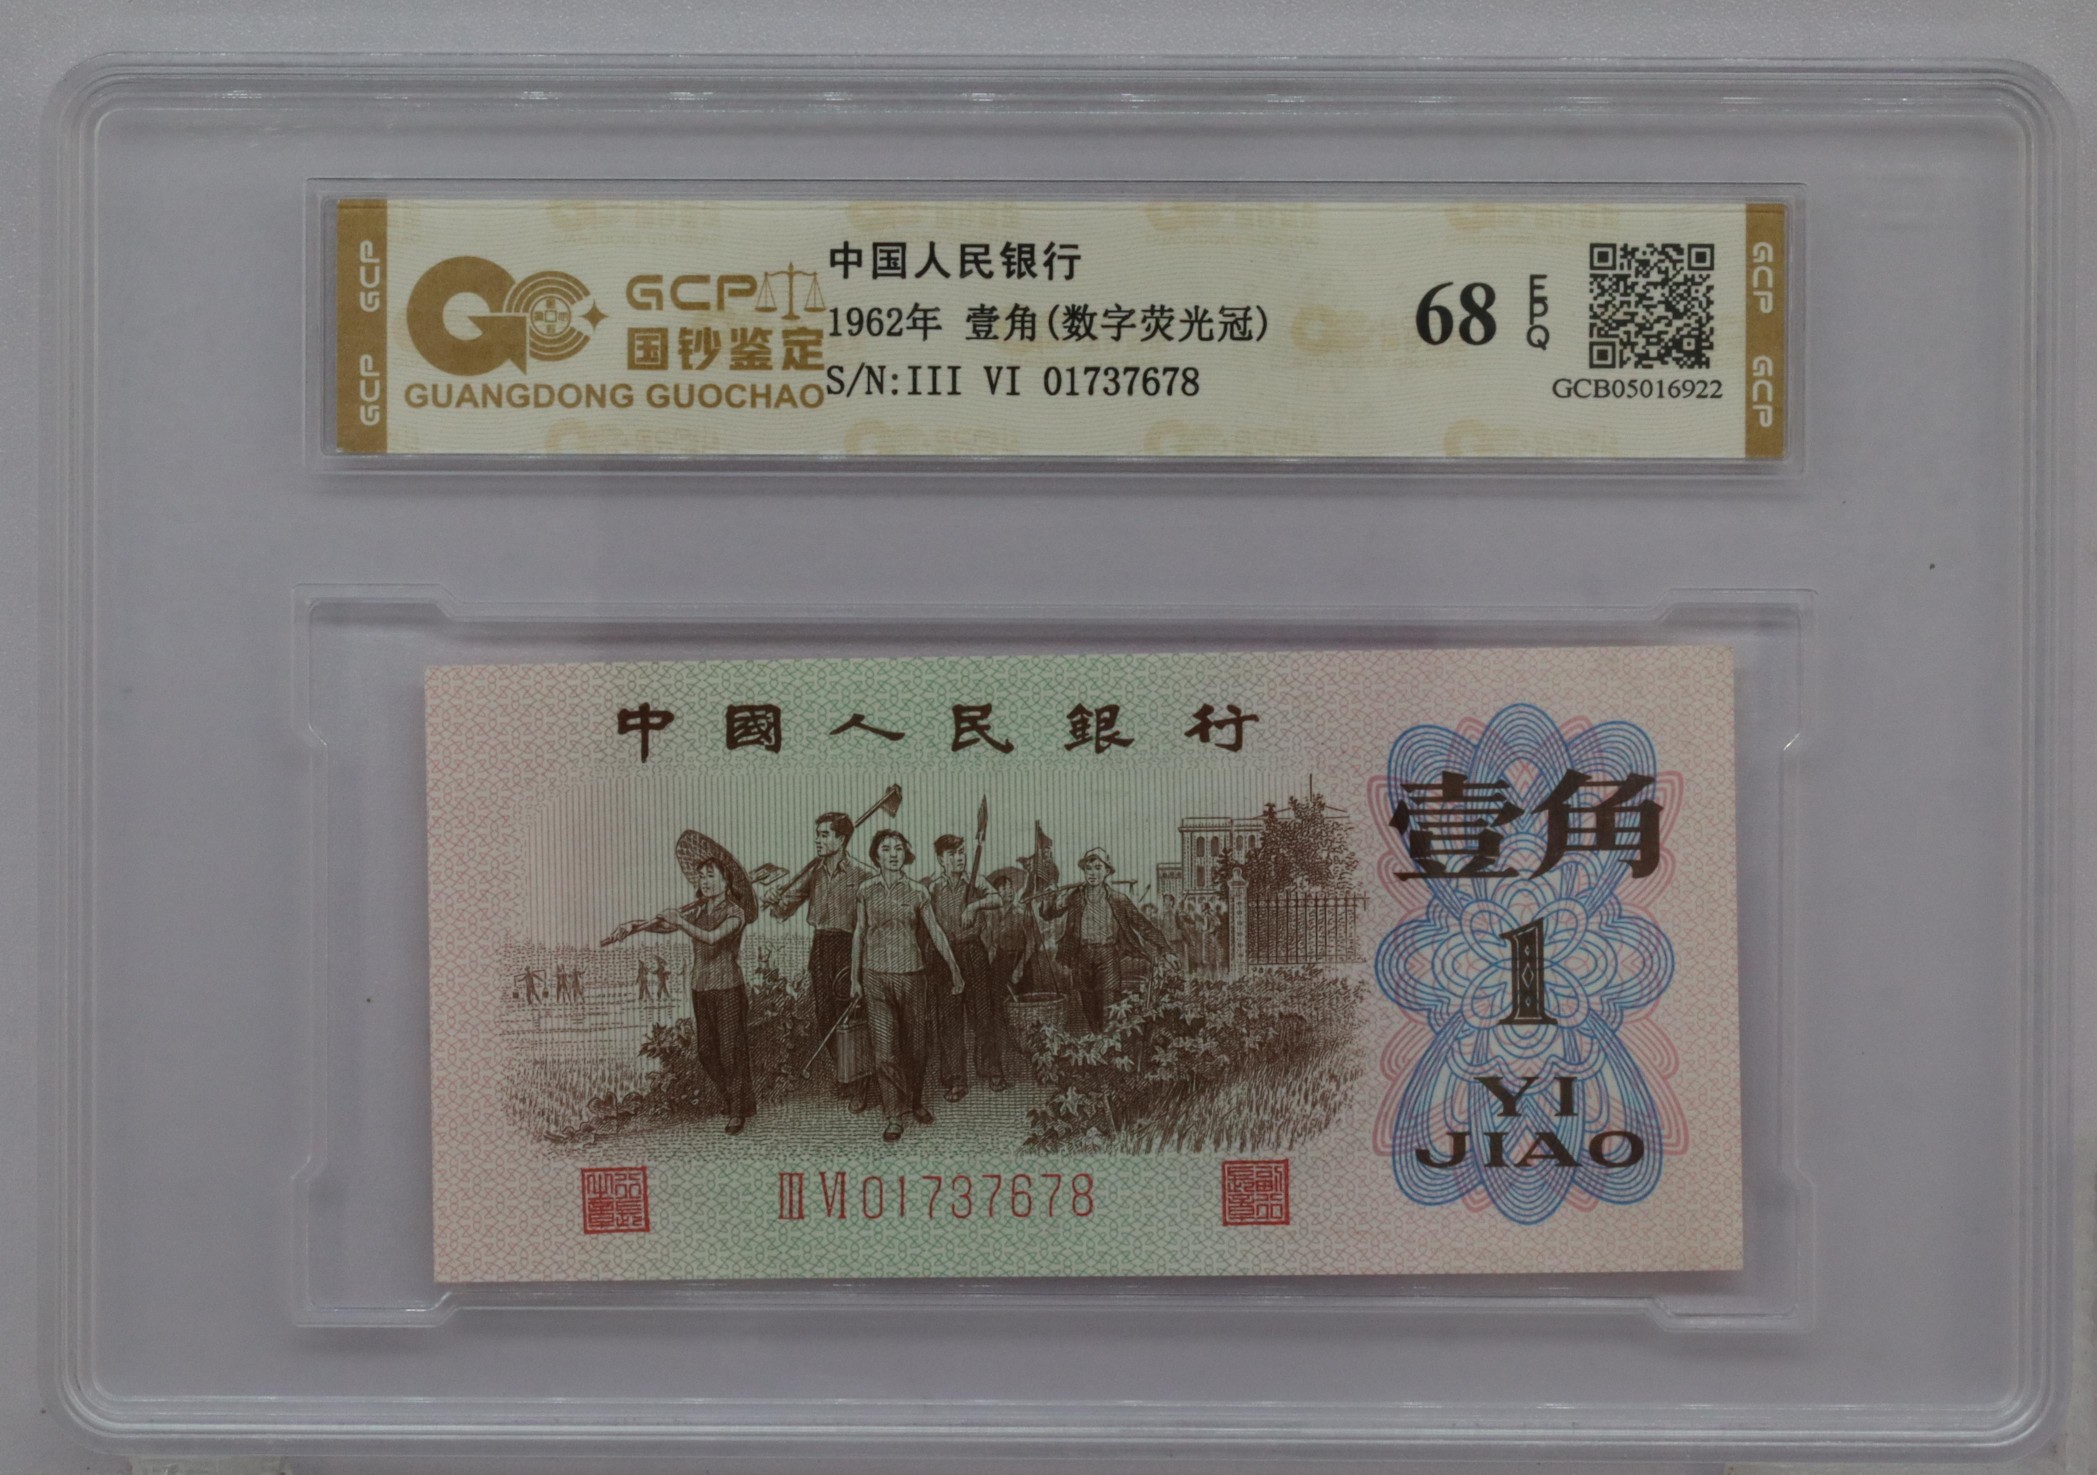 GCP GCP
GCP
国钞鉴定
GUANGDONG GUOCHAO
中国人民银行
1962年 壹角(数字荧光冠)
S/N:III VI 01737678
68
EPQ
GCB05016922
GCP GCP
中國人民銀行
壹角
1
YI
JIAO
III VI 01737678